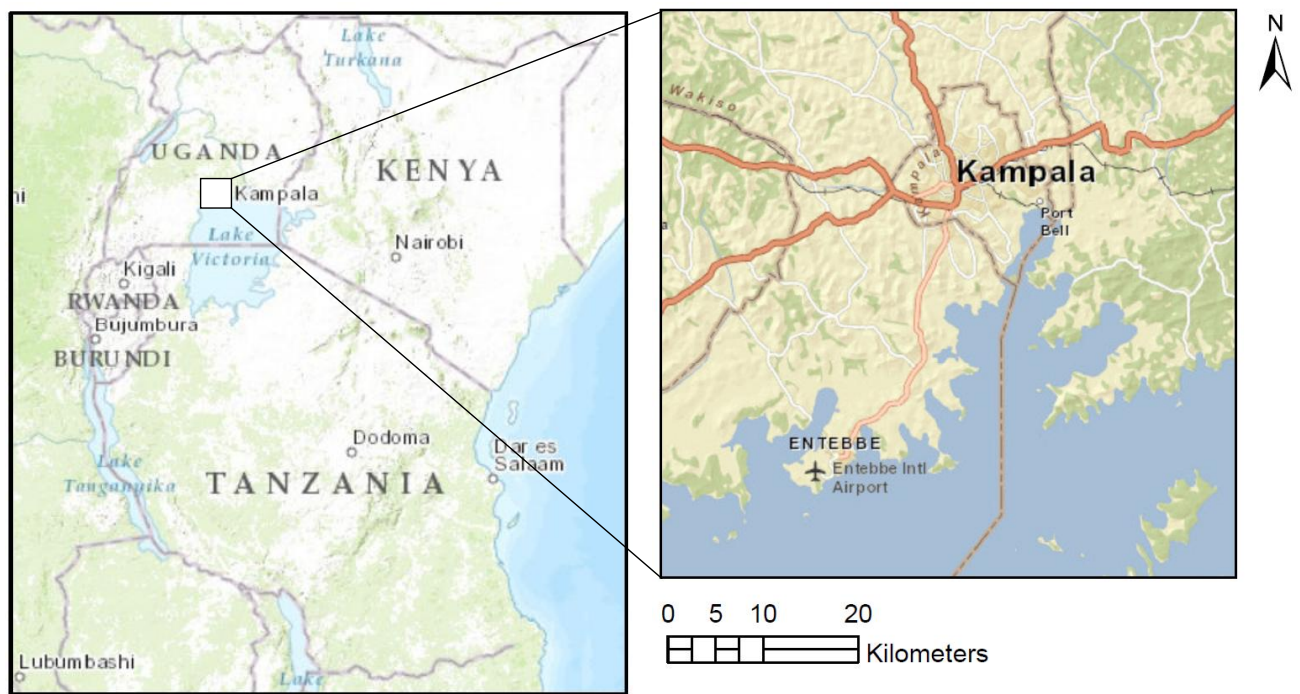 Lake
Turkana
UGANDA
KENYA
Kampala
Lake
Victoria
Nairobi
Kigali
RWANDA
Bujumbura
BURUNDI
Dodoma
Dar es
Salaam
Lake
Tanganyika
TANZANIA
Lubumbashi
Lake
ni
N
Wakiso
Kampala
Kampala
Port
Bell
a
ENTEBBE
Entebbe Intl
Airport
0 5 10 20
Kilometers